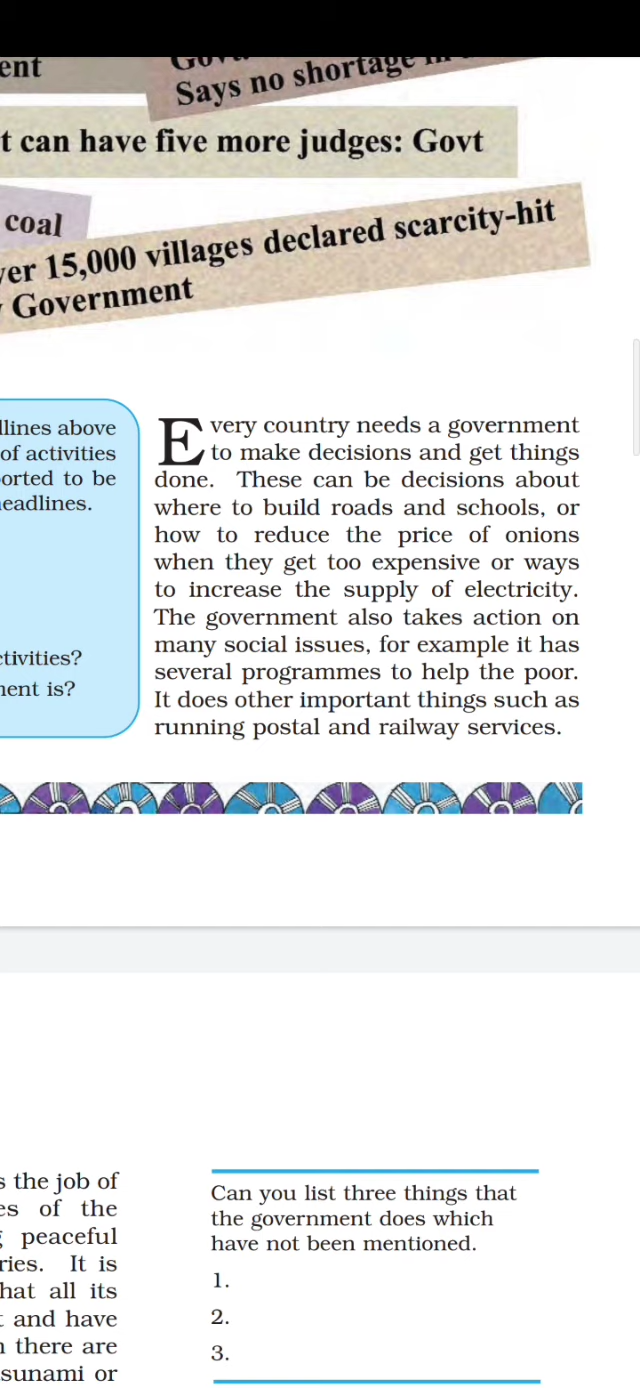 ent
Says no shortage
t can have five more judges: Govt
coal
er 15,000 villages declared scarcity-hit
Government
lines above
of activities
orted to be
eadlines.
ctivities?
ent is?
Every country needs a government
to make decisions and get things
done. These can be decisions about
where to build roads and schools, or
how to reduce the price of onions
when they get too expensive or ways
to increase the supply of electricity.
The government also takes action on
many social issues, for example it has
several programmes to help the poor.
It does other important things such as
running postal and railway services.
s the job of
es of the
peaceful
ries. It is
hat all its
and have
there are
sunami or
Can you list three things that
the government does which
have not been mentioned.
1.
2.
3.